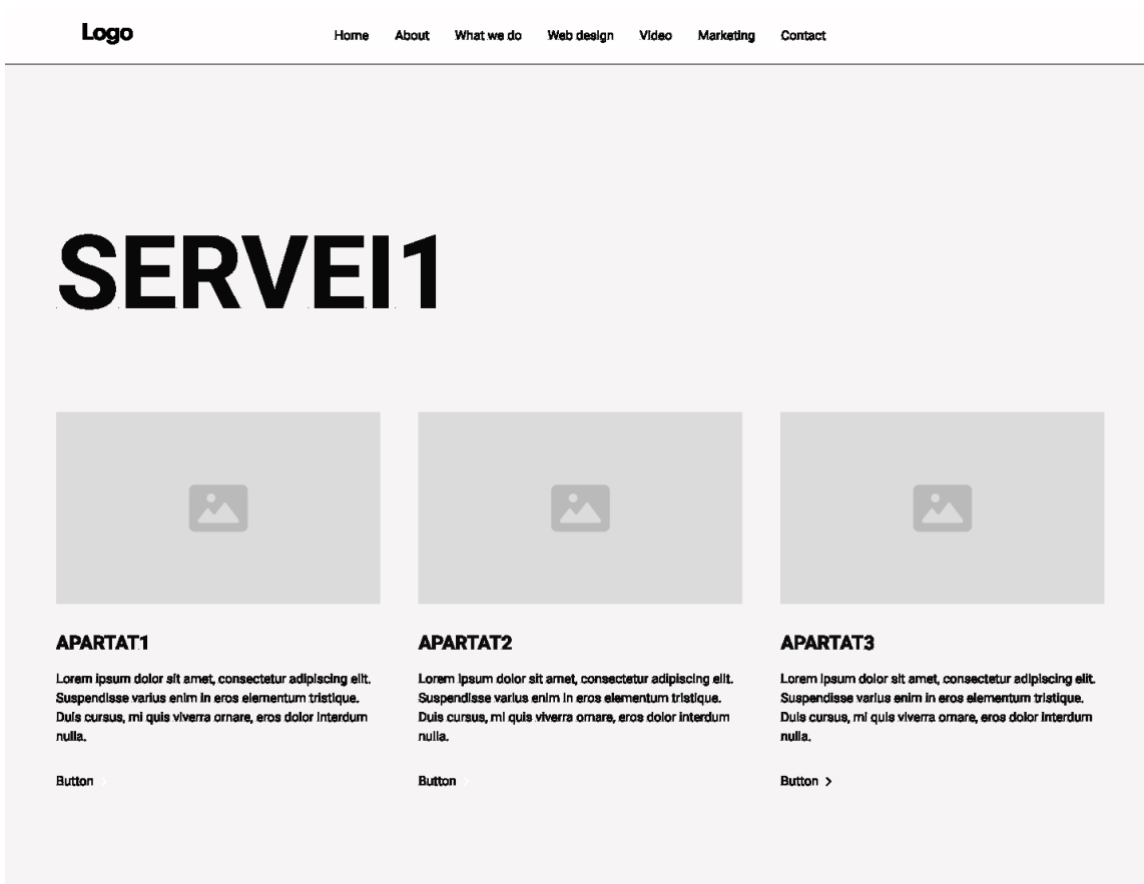 Logo
Home About What we do Web design Video Marketing Contact
SERVEI1
APARTAT1
Lorem ipsum dolor sit amet, consectetur adipiscing elit.
Suspendisse varius enim in eros elementum tristique.
Duis cursus, mi quis viverra ornare, eros dolor interdum
nulla.
Button
APARTAT2
Lorem ipsum dolor sit amet, consectetur adipiscing elit.
Suspendisse varius enim in eros elementum tristique.
Duis cursus, mi quis viverra ornare, eros dolor interdum
nulla.
Button
APARTAT3
Lorem ipsum dolor sit amet, consectetur adipiscing elit.
Suspendisse varius enim in eros elementum tristique.
Duis cursus, mi quis viverra ornare, eros dolor interdum
nulla.
Button >